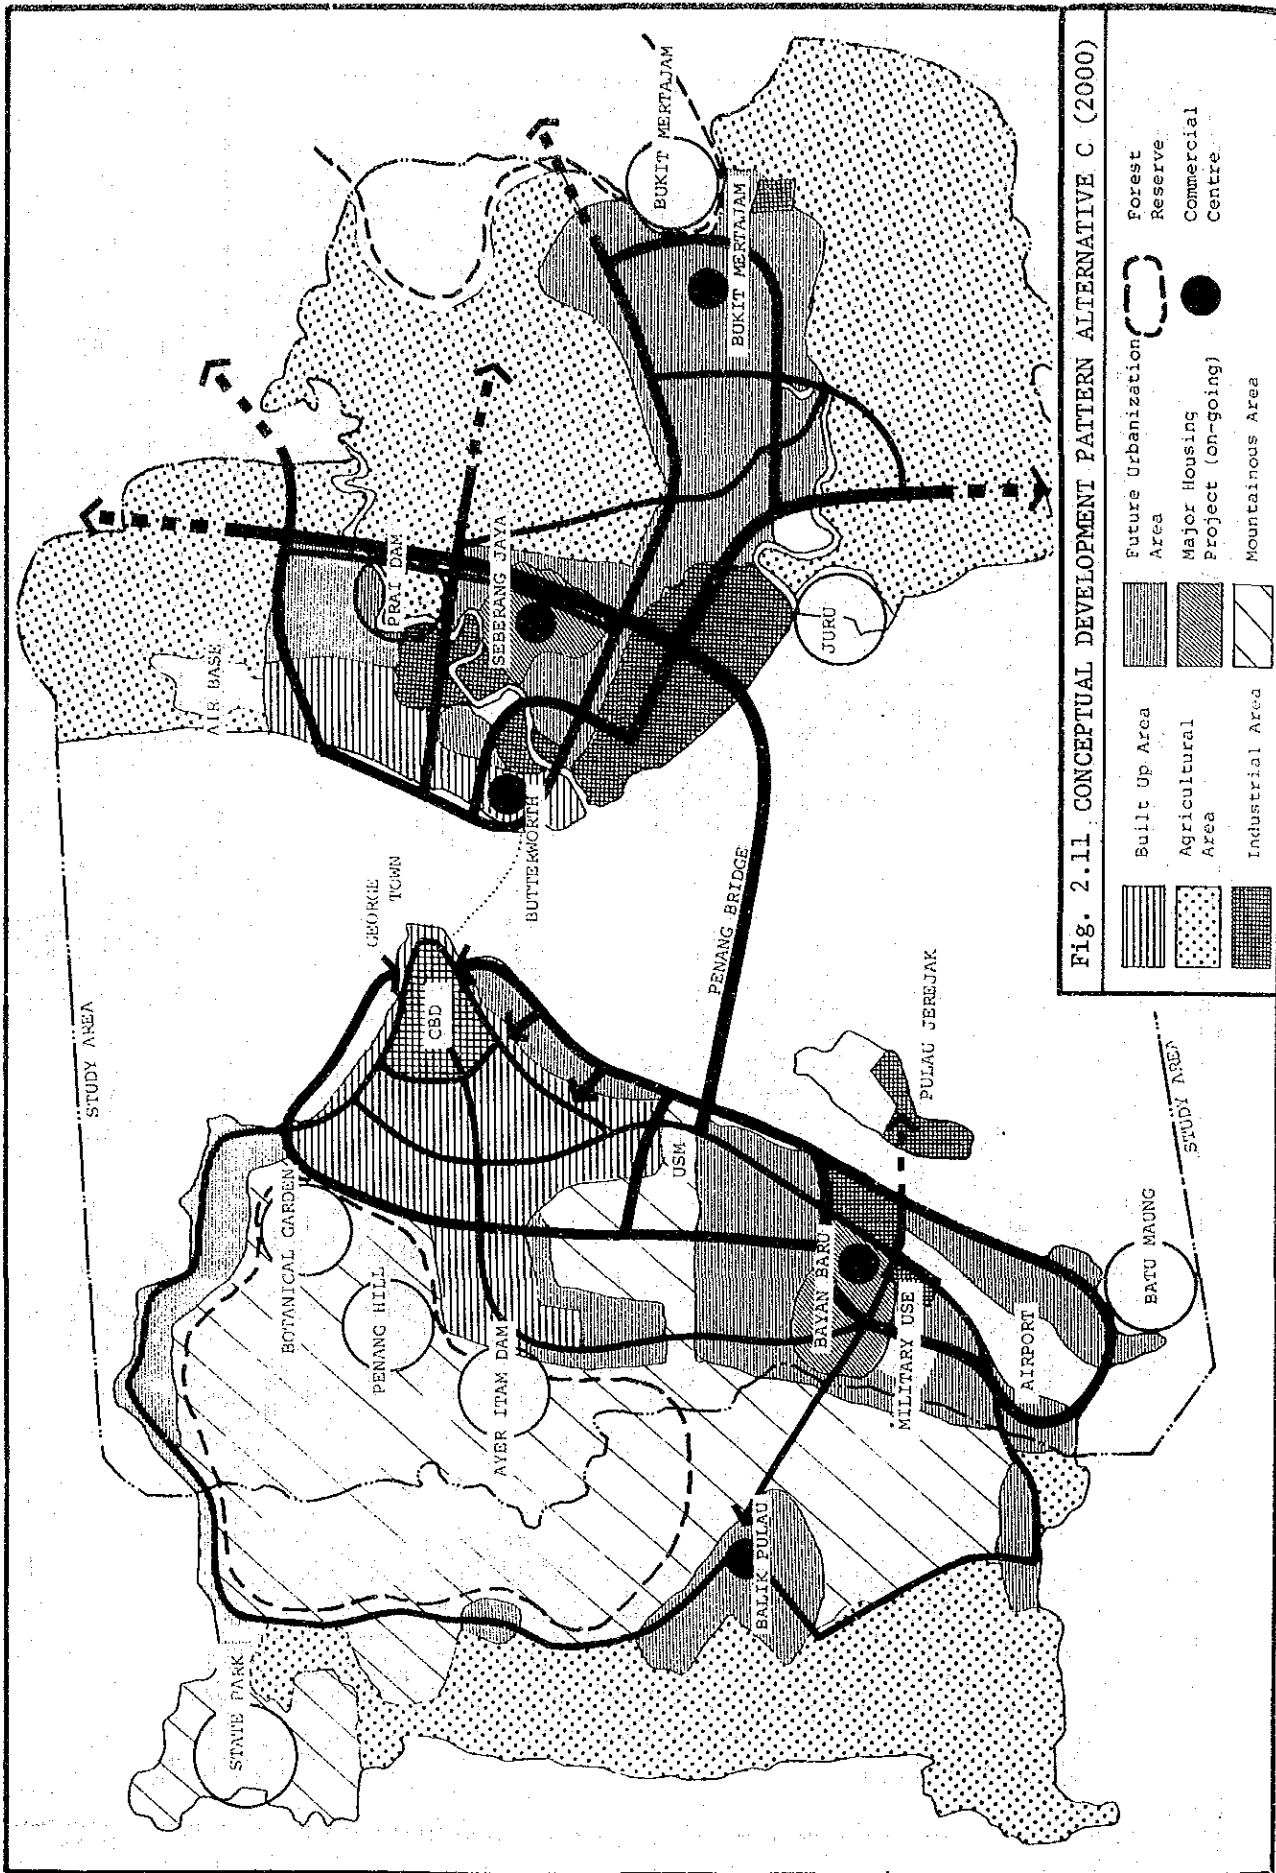 STUDY AREA
STATE PARK
BOTANICAL GARDEN
PENANG HILL
AYER ITAM DAM
BALIK PULAU
GEORGE
TOWN
CBD
USM
BAYAN BARU
MILITARY USE
AIRPORT
BATU MAUNG
PULAU JEREJAK
STUDY AREA
PENANG BRIDGE
BUTTERWORTH
AIR BASE
PRAI DAM
SEBERANG JAYA
JURU
BUKIT MERTAJAM
BUKIT MERTAJAM
Fig. 2.11 CONCEPTUAL DEVELOPMENT PATTERN ALTERNATIVE C (2000)
Built Up Area
Agricultural
Area
Industrial Area
Future Urbanization
Area
Major Housing
Project (on-going)
Mountainous Area
Forest
Reserve
Commercial
Centre